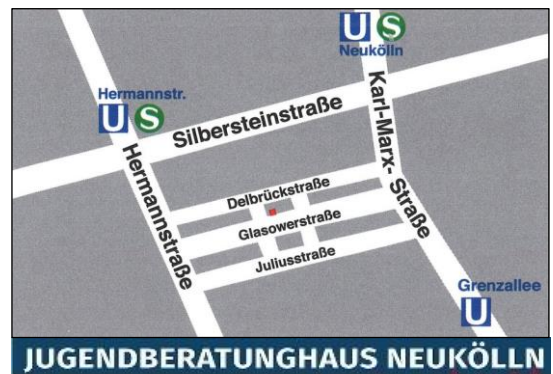 U S
Neukölln
Hermannstr.
U S
Silbersteinstraße
Karl-Marx-Straße
Hermannstraße
Delbrückstraße
Glasowerstraße
Juliusstraße
Grenzallee
U
JUGENDBERATUNGHAUS NEUKÖLLN